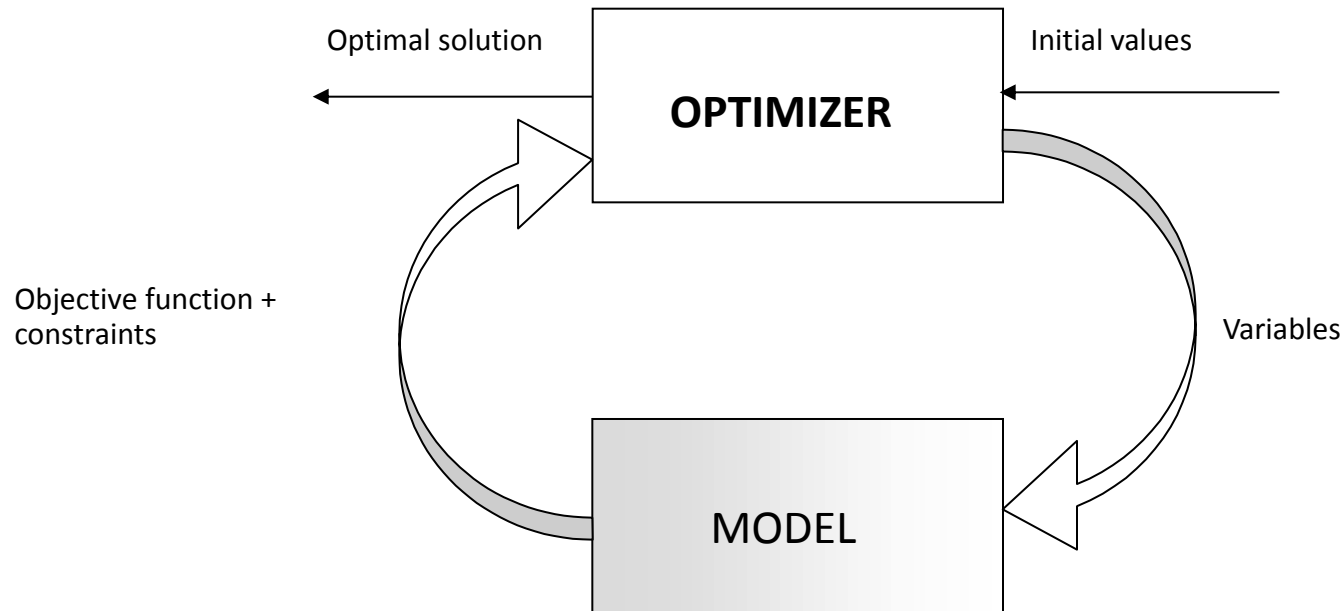 Optimal solution
Initial values
OPTIMIZER
Objective function +
constraints
Variables
MODEL